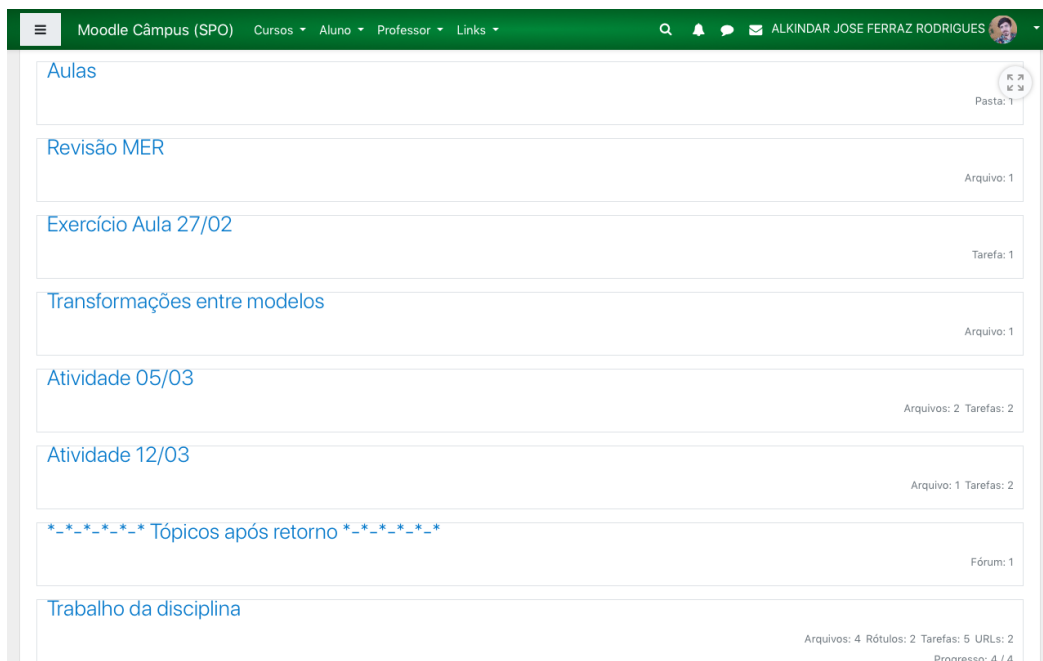 Moodle Câmpus (SPO) Cursos Aluno Professor Links ALKINDAR JOSE FERRAZ RODRIGUES
Aulas
Pasta: 1
Revisão MER
Arquivo: 1
Exercício Aula 27/02
Tarefa: 1
Transformações entre modelos
Arquivo: 1
Atividade 05/03
Arquivos: 2 Tarefas: 2
Atividade 12/03
Arquivo: 1 Tarefas: 2
*-*-*-*-*-* Tópicos após retorno *-*-*-*-*-*
Fórum: 1
Trabalho da disciplina
Arquivos: 4 Rótulos: 2 Tarefas: 5 URLs: 2
Progresso: 4 / 4